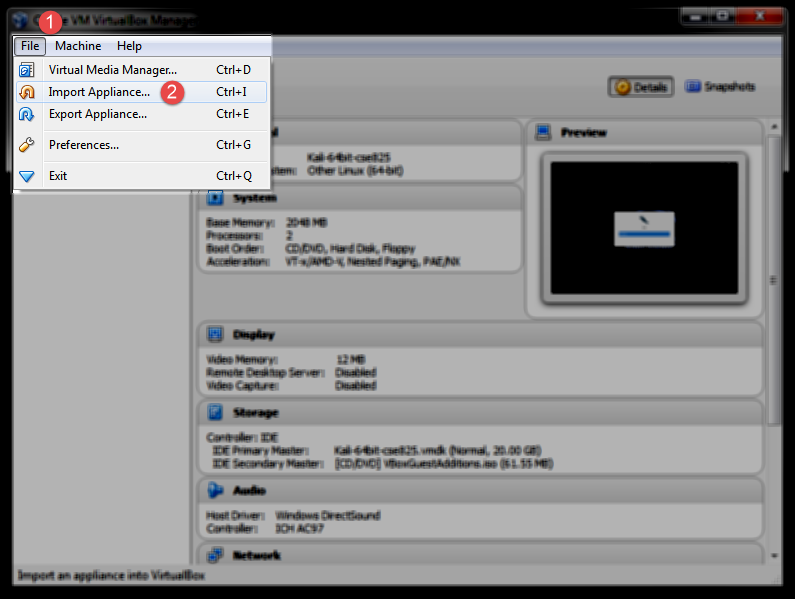 1
VM VirtualBox Manager
File Machine Help
Virtual Media Manager... Ctrl+D
Import Appliance... 2 Ctrl+I
Export Appliance... Ctrl+E
Preferences... Ctrl+G
Exit Ctrl+Q
Details Snapshots
Kali-64bit-cse825
Other Linux (64-bit)
Preview
System
Base Memory: 2048 MB
Processors: 2
Boot Order: CD/DVD, Hard Disk, Floppy
Acceleration: VT-x/AMD-V, Nested Paging, PAE/NX
Display
Video Memory: 12 MB
Remote Desktop Server: Disabled
Video Capture: Disabled
Storage
Controller: IDE
IDE Primary Master: Kali-64bit-cse825.vmdk (Normal, 20.00 GB)
IDE Secondary Master: [CD/DVD] VBoxGuestAdditions.iso (61.55 MB)
Audio
Host Driver: Windows DirectSound
Controller: ICH AC97
Network
Import an appliance into VirtualBox